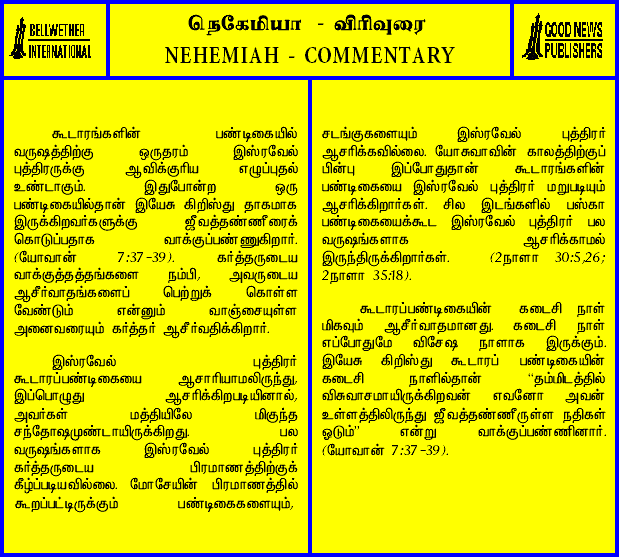 BELLWETHER
INTERNATIONAL
நெகேமியா - விரிவுரை
NEHEMIAH - COMMENTARY
GOOD NEWS
PUBLISHERS
கூடாரங்களின் பண்டிகையில்
வருஷத்திற்கு ஒருதரம் இஸ்ரவேல்
புத்திரருக்கு ஆவிக்குரிய எழுப்புதல்
உண்டாகும். இதுபோன்ற ஒரு
பண்டிகையில்தான் இயேசு கிறிஸ்து தாகமாக
இருக்கிறவர்களுக்கு ஜீவத்தண்ணீரைக்
கொடுப்பதாக வாக்குப்பண்ணுகிறார்.
(யோவான் 7:37-39). கர்த்தருடைய
வாக்குத்தத்தங்களை நம்பி, அவருடைய
ஆசீர்வாதங்களைப் பெற்றுக் கொள்ள
வேண்டும் என்னும் வாஞ்சையுள்ள
அனைவரையும் கர்த்தர் ஆசீர்வதிக்கிறார்.
இஸ்ரவேல் புத்திரர்
கூடாரப்பண்டிகையை ஆசாரியாமலிருந்து,
இப்பொழுது ஆசரிக்கிறபடியினால்,
அவர்கள் மத்தியிலே மிகுந்த
சந்தோஷமுண்டாயிருக்கிறது. பல
வருஷங்களாக இஸ்ரவேல் புத்திரர்
கர்த்தருடைய பிரமாணத்திற்குக்
கீழ்ப்படியவில்லை. மோசேயின் பிரமாணத்தில்
கூறப்பட்டிருக்கும் பண்டிகைகளையும்,
சடங்குகளையும் இஸ்ரவேல் புத்திரர்
ஆசரிக்கவில்லை. யோசுவாவின் காலத்திற்குப்
பின்பு இப்போதுதான் கூடாரங்களின்
பண்டிகையை இஸ்ரவேல் புத்திரர் மறுபடியும்
ஆசரிக்கிறார்கள். சில இடங்களில் பஸ்கா
பண்டிகையைக்கூட இஸ்ரவேல் புத்திரர் பல
வருஷங்களாக ஆசரிக்காமல்
இருந்திருக்கிறார்கள். (2நாளா 30:5,26;
2நாளா 35:18).
கூடாரப்பண்டிகையின் கடைசி நாள்
மிகவும் ஆசீர்வாதமானது. கடைசி நாள்
எப்போதுமே விசேஷ நாளாக இருக்கும்.
இயேசு கிறிஸ்து கூடாரப் பண்டிகையின்
கடைசி நாளில்தான் “தம்மிடத்தில்
விசுவாசமாயிருக்கிறவன் எவனோ அவன்
உள்ளத்திலிருந்து ஜீவத்தண்ணீருள்ள நதிகள்
ஓடும்” என்று வாக்குப்பண்ணினார்.
(யோவான் 7:37-39).